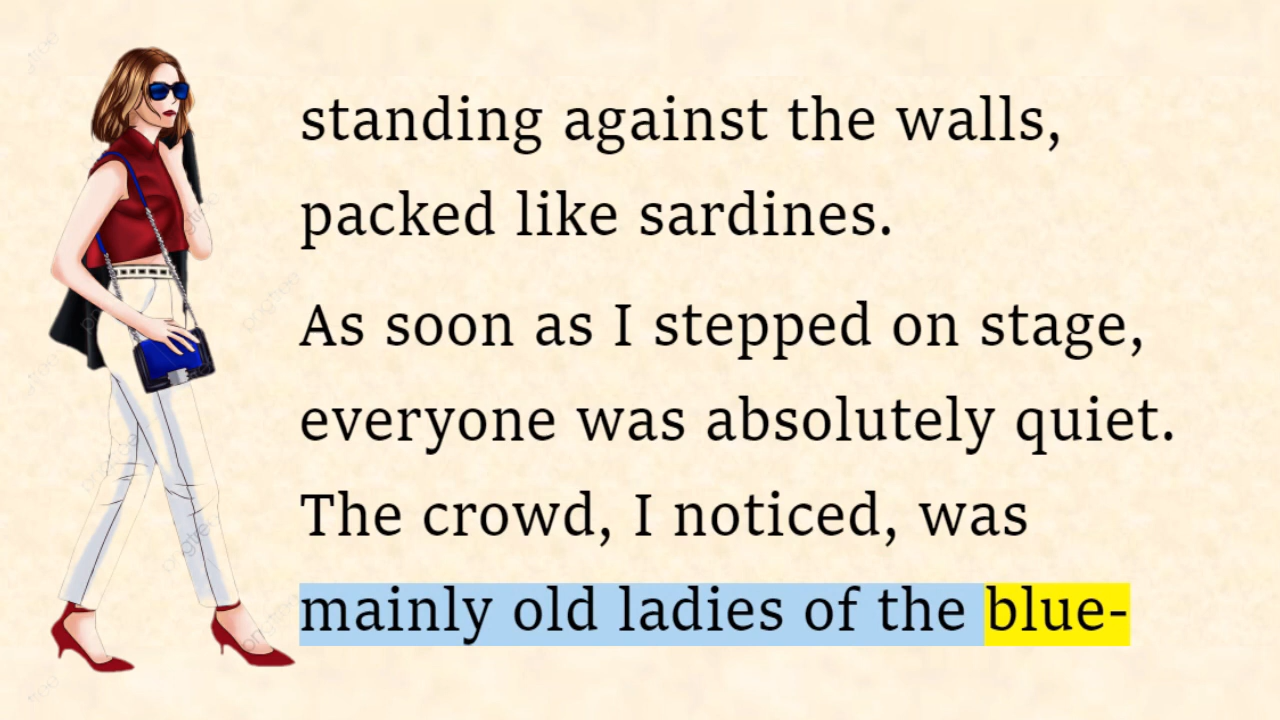 standing against the walls,
packed like sardines.
As soon as I stepped on stage,
everyone was absolutely quiet.
The crowd, I noticed, was
mainly old ladies of the blue-